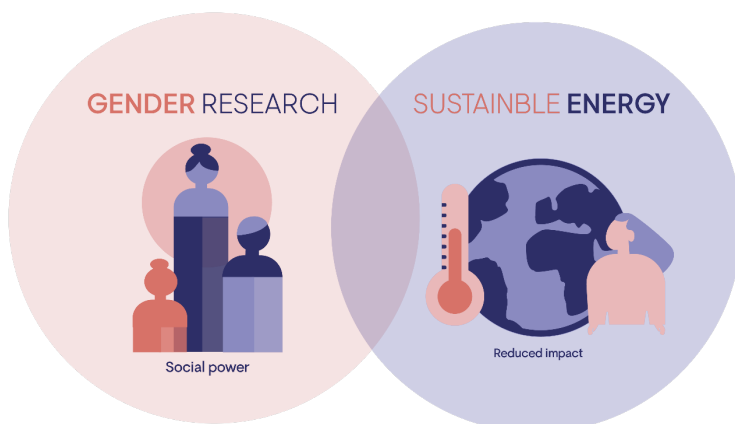 GENDER RESEARCH
SUSTAINBLE ENERGY
Social power
Reduced impact